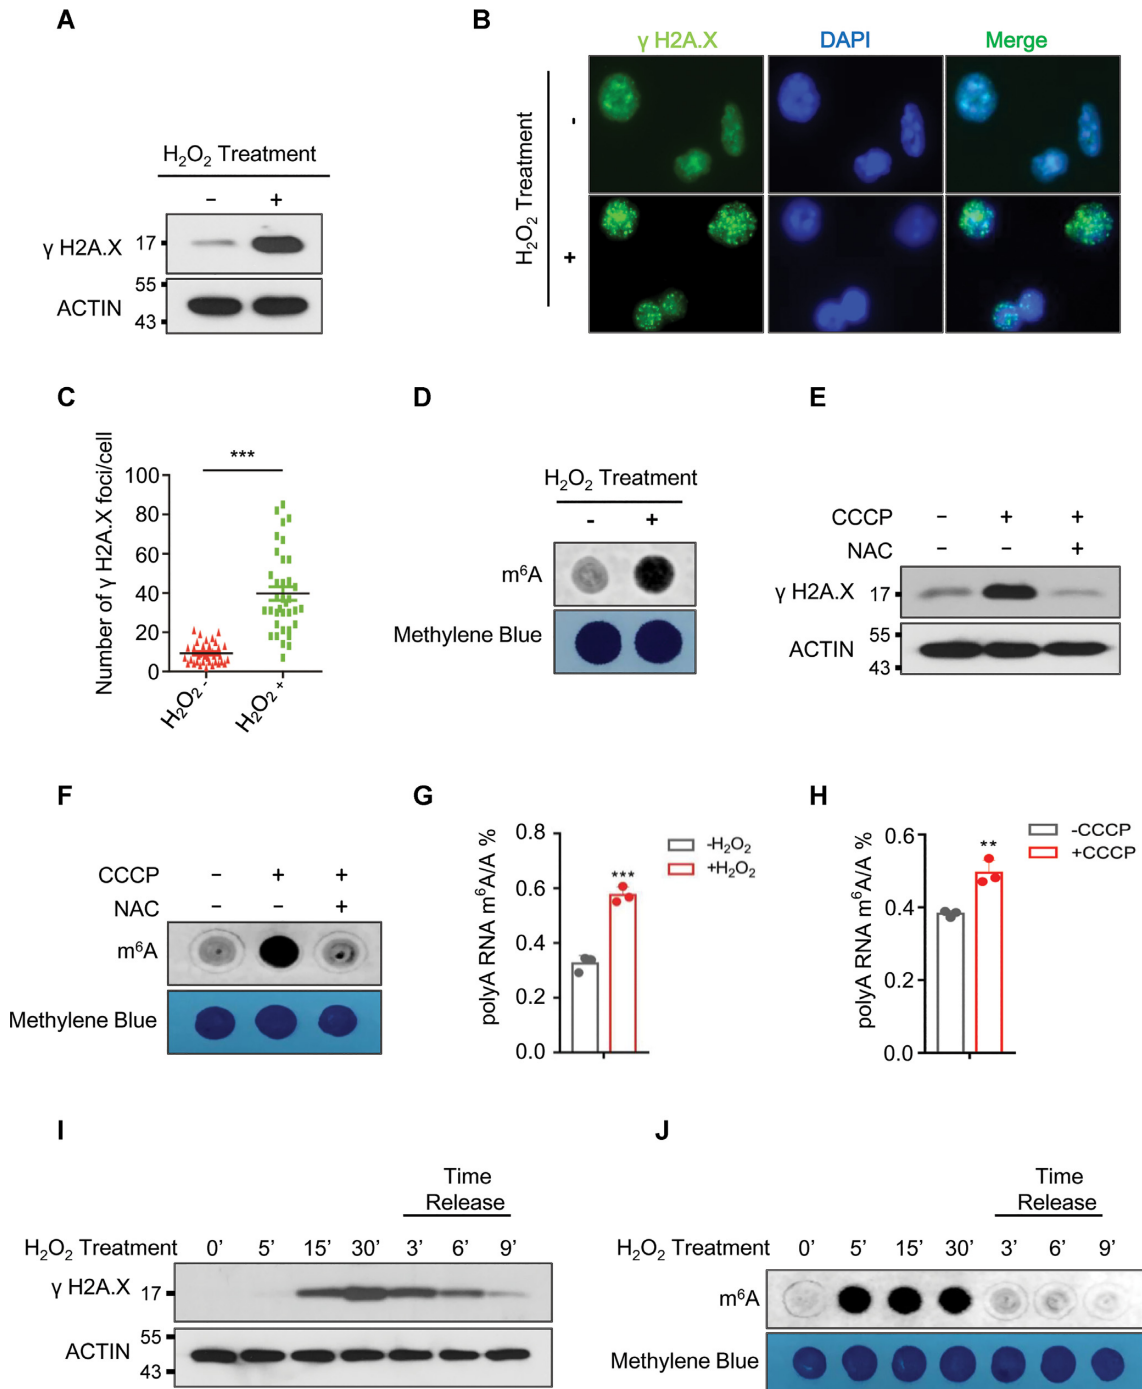 A
H₂O₂ Treatment
− +
γ H2A.X 17
55
ACTIN
43
B
γ H2A.X DAPI Merge
H₂O₂ Treatment
-
+
C
Number of γ H2A.X foci/cell
***
100
80
60
40
20
0
H₂O₂ - H₂O₂ +
D
H₂O₂ Treatment
- +
m⁶A
Methylene Blue
E
CCCP − + +
NAC − − +
γ H2A.X 17
55
ACTIN
43
F
CCCP − + +
NAC − − +
m⁶A
Methylene Blue
G
polyA RNA m⁶A/A %
0.8
0.6
0.4
0.2
0.0
***
-H₂O₂
+H₂O₂
H
polyA RNA m⁶A/A %
0.6
0.4
0.2
0.0
**
-CCCP
+CCCP
I
Time
Release
H₂O₂ Treatment 0’ 5’ 15’ 30’ 3’ 6’ 9’
γ H2A.X 17
55
ACTIN
43
J
Time
Release
H₂O₂ Treatment 0’ 5’ 15’ 30’ 3’ 6’ 9’
m⁶A
Methylene Blue